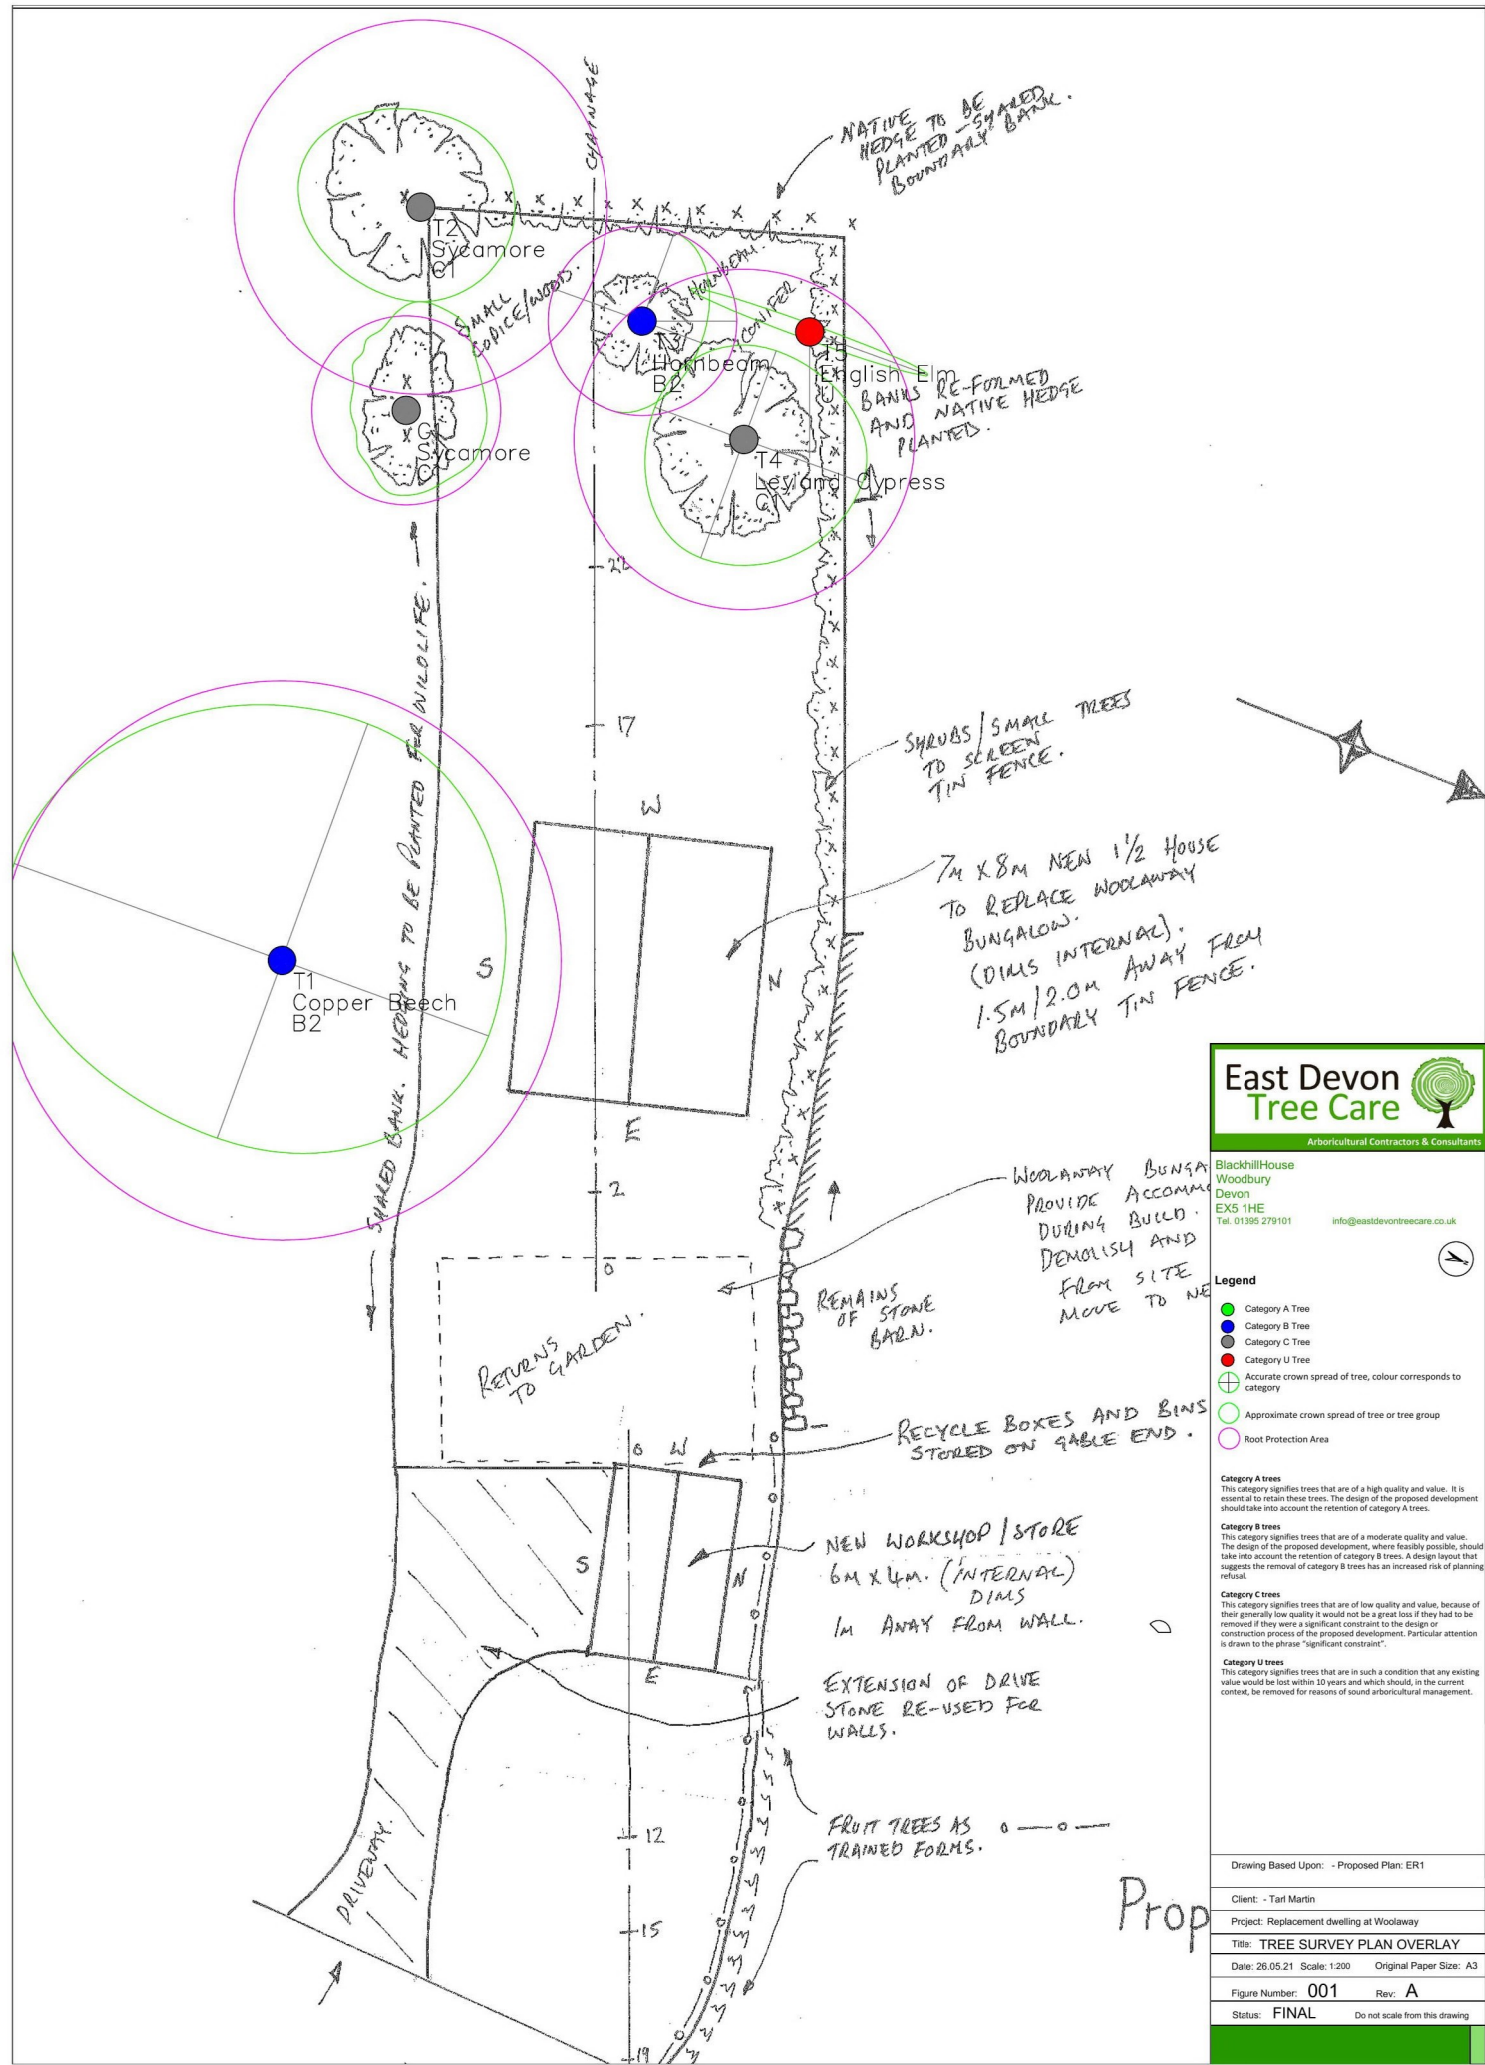 CHAINAGE
NATIVE
HEDGE TO BE
PLANTED - SHARED
BOUNDARY BANK.
T2
Sycamore
C1
SMALL
COPICE/WOODS.
HORNBEAM.
CONIFER.
T3
Hornbeam
B2
T5
English Elm
U
BANKS RE-FORMED
AND NATIVE HEDGE
PLANTED.
G1
Sycamore
T4
Leyland Cypress
C1
22
17
SHARED BANK. HEDGING TO BE PLANTED FOR WILDLIFE.
SHRUBS/SMALL TREES
TO SCREEN
TIN FENCE.
W
S
N
E
7M X 8M NEW 1 1/2 HOUSE
TO REPLACE WOOLAWAY
BUNGALOW.
(DIMS INTERNAL).
1.5M/2.0M AWAY FROM
BOUNDARY TIN FENCE.
T1
Copper Beech
B2
2
0
WOOLAWAY BUNGA
PROVIDE ACCOMMO
DURING BUILD.
DEMOLISH AND
FROM SITE
MOVE TO NE
REMAINS
OF STONE
BARN.
RETURNS
TO GARDEN.
RECYCLE BOXES AND BINS
STORED ON GABLE END.
0
W
S
N
E
NEW WORKSHOP / STORE
6M X 4M. (INTERNAL)
DIMS
1M AWAY FROM WALL.
EXTENSION OF DRIVE
STONE RE-USED FOR
WALLS.
FRUIT TREES AS
TRAINED FORMS.
DRIVEWAY.
12
15
19
Prop
East Devon
Tree Care
Arboricultural Contractors & Consultants
BlackhillHouse
Woodbury
Devon
EX5 1HE
Tel. 01395 279101 info@eastdevontreecare.co.uk
Legend
Category A Tree
Category B Tree
Category C Tree
Category U Tree
Accurate crown spread of tree, colour corresponds to
category
Approximate crown spread of tree or tree group
Root Protection Area
Category A trees
This category signifies trees that are of a high quality and value. It is
essential to retain these trees. The design of the proposed development
should take into account the retention of category A trees.
Category B trees
This category signifies trees that are of a moderate quality and value.
The design of the proposed development, where feasibly possible, should
take into account the retention of category B trees. A design layout that
suggests the removal of category B trees has an increased risk of planning
refusal.
Category C trees
This category signifies trees that are of low quality and value, because of
their generally low quality it would not be a great loss if they had to be
removed if they were a significant constraint to the design or
construction process of the proposed development. Particular attention
is drawn to the phrase "significant constraint".
Category U trees
This category signifies trees that are in such a condition that any existing
value would be lost within 10 years and which should, in the current
context, be removed for reasons of sound arboricultural management.
Drawing Based Upon: - Proposed Plan: ER1
Client: - Tarl Martin
Project: Replacement dwelling at Woolaway
Title: TREE SURVEY PLAN OVERLAY
Date: 26.05.21 Scale: 1:200 Original Paper Size: A3
Figure Number: 001 Rev: A
Status: FINAL Do not scale from this drawing